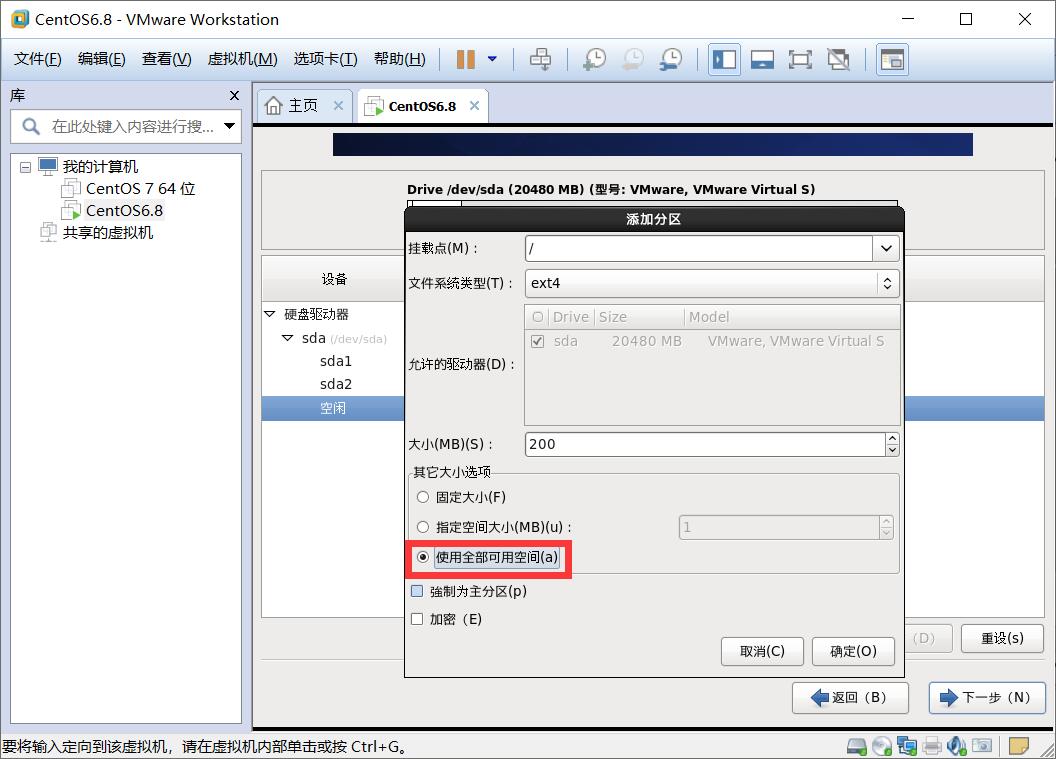 CentOS6.8 - VMware Workstation
文件(F) 编辑(E) 查看(V) 虚拟机(M) 选项卡(T) 帮助(H)
库
在此处键入内容进行搜...
我的计算机
CentOS 7 64 位
CentOS6.8
共享的虚拟机
主页 CentOS6.8
Drive /dev/sda (20480 MB) (型号: VMware, VMware Virtual S)
设备
硬盘驱动器
sda (/dev/sda)
sda1
sda2
空闲
添加分区
挂载点(M)： /
文件系统类型(T)： ext4
Drive Size Model
允许的驱动器(D)： sda 20480 MB VMware, VMware Virtual S
大小(MB)(S)： 200
其它大小选项
固定大小(F)
指定空间大小(MB)(u)： 1
使用全部可用空间(a)
強制为主分区(p)
加密（E)
取消(C) 确定(O)
（D） 重设(s)
返回（B） 下一步（N）
要将输入定向到该虚拟机，请在虚拟机内部单击或按 Ctrl+G。